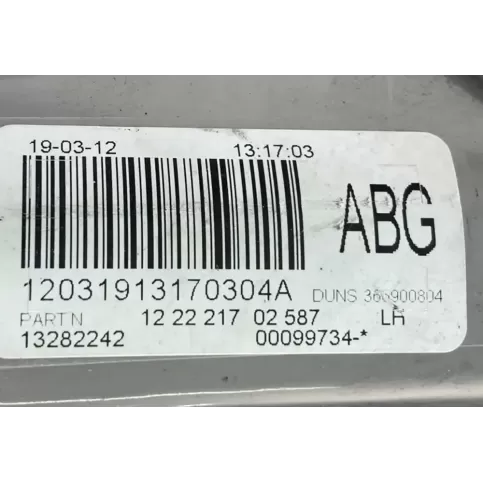 19-03-12 13:17:03
ABG
12031913170304A DUNS 366900804
PART N 12 22 217 02 587 LH
13282242 00099734-*